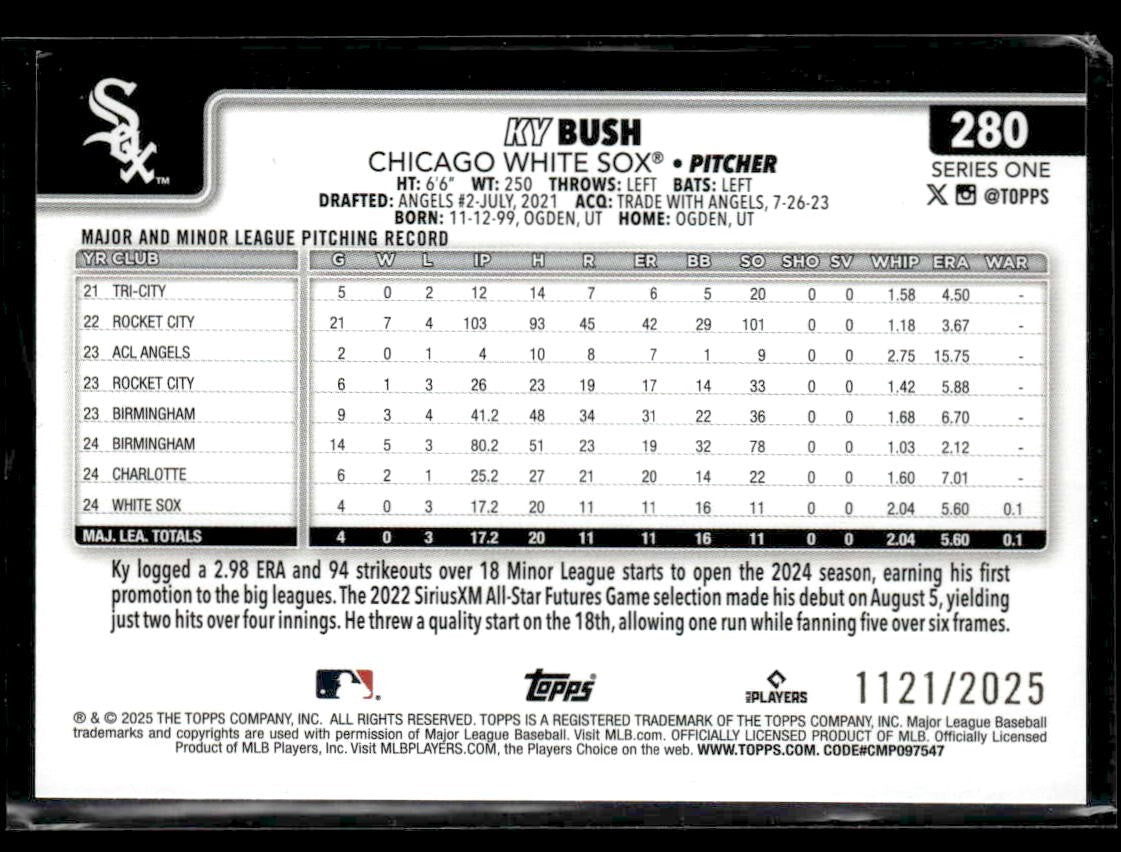 Sox™
280
KY BUSH
CHICAGO WHITE SOX® • PITCHER
SERIES ONE
@TOPPS
HT: 6'6" WT: 250 THROWS: LEFT BATS: LEFT
DRAFTED: ANGELS #2-JULY, 2021 ACQ: TRADE WITH ANGELS, 7-26-23
BORN: 11-12-99, OGDEN, UT HOME: OGDEN, UT
MAJOR AND MINOR LEAGUE PITCHING RECORD
YR CLUB G W L IP H R ER BB SO SHO SV WHIP ERA WAR
21 TRI-CITY 5 0 2 12 14 7 6 5 20 0 0 1.58 4.50 -
22 ROCKET CITY 21 7 4 103 93 45 42 29 101 0 0 1.18 3.67 -
23 ACL ANGELS 2 0 1 4 10 8 7 1 9 0 0 2.75 15.75 -
23 ROCKET CITY 6 1 3 26 23 19 17 14 33 0 0 1.42 5.88 -
23 BIRMINGHAM 9 3 4 41.2 48 34 31 22 36 0 0 1.68 6.70 -
24 BIRMINGHAM 14 5 3 80.2 51 23 19 32 78 0 0 1.03 2.12 -
24 CHARLOTTE 6 2 1 25.2 27 21 20 14 22 0 0 1.60 7.01 -
24 WHITE SOX 4 0 3 17.2 20 11 11 16 11 0 0 2.04 5.60 0.1
MAJ. LEA. TOTALS 4 0 3 17.2 20 11 11 16 11 0 0 2.04 5.60 0.1
Ky logged a 2.98 ERA and 94 strikeouts over 18 Minor League starts to open the 2024 season, earning his first
promotion to the big leagues. The 2022 SiriusXM All-Star Futures Game selection made his debut on August 5, yielding
just two hits over four innings. He threw a quality start on the 18th, allowing one run while fanning five over six frames.
Topps®
MLB PLAYERS
1121/2025
® & © 2025 THE TOPPS COMPANY, INC. ALL RIGHTS RESERVED. TOPPS IS A REGISTERED TRADEMARK OF THE TOPPS COMPANY, INC. Major League Baseball
trademarks and copyrights are used with permission of Major League Baseball. Visit MLB.com. OFFICIALLY LICENSED PRODUCT OF MLB. Officially Licensed
Product of MLB Players, Inc. Visit MLBPLAYERS.COM, the Players Choice on the web. WWW.TOPPS.COM. CODE#CMP097547